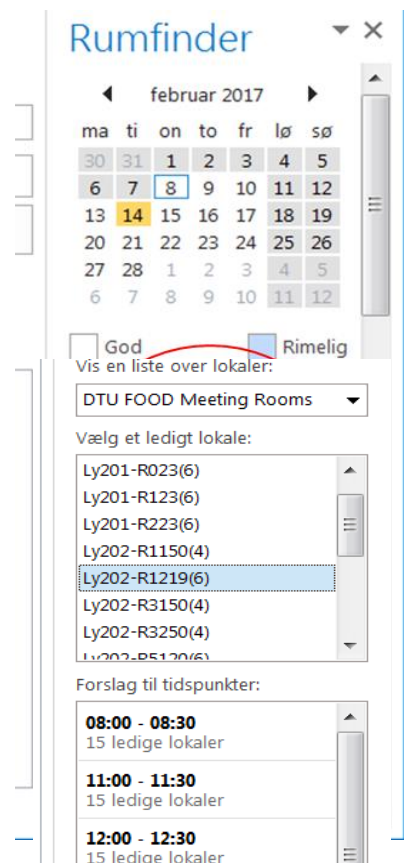 Rumfinder
februar 2017
ma ti on to fr lø sø
30 31 1 2 3 4 5
6 7 8 9 10 11 12
13 14 15 16 17 18 19
20 21 22 23 24 25 26
27 28 1 2 3 4 5
6 7 8 9 10 11 12
God Rimelig
Vis en liste over lokaler:
DTU FOOD Meeting Rooms
Vælg et ledigt lokale:
Ly201-R023(6)
Ly201-R123(6)
Ly201-R223(6)
Ly202-R1150(4)
Ly202-R1219(6)
Ly202-R3150(4)
Ly202-R3250(4)
Ly202-R5120(6)
Forslag til tidspunkter:
08:00 - 08:30
15 ledige lokaler
11:00 - 11:30
15 ledige lokaler
12:00 - 12:30
15 ledige lokaler